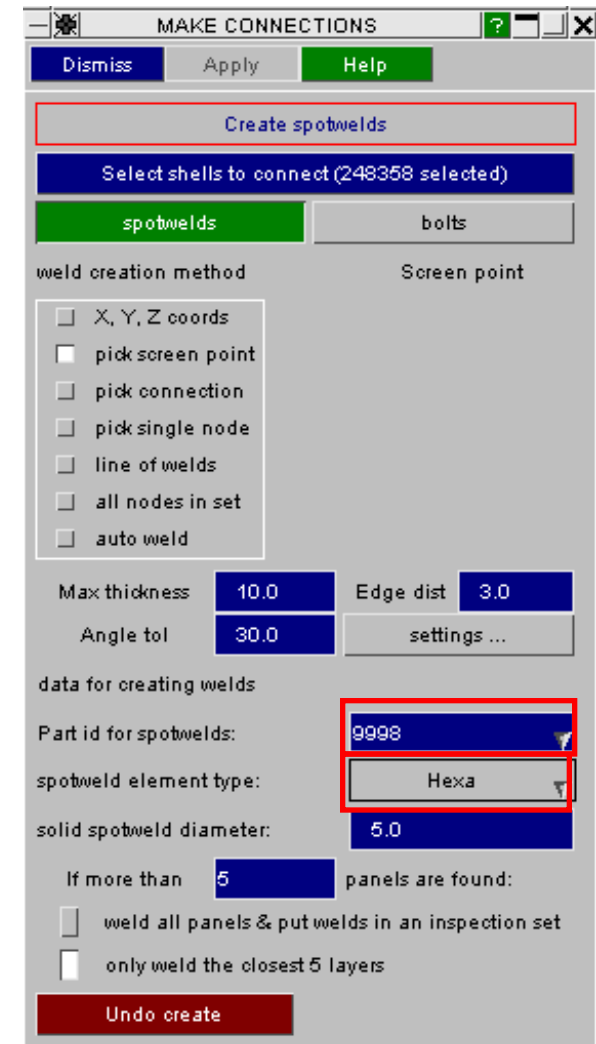 MAKE CONNECTIONS ?
Dismiss Apply Help
Create spotwelds
Select shells to connect (248358 selected)
spotwelds bolts
weld creation method Screen point
X, Y, Z coords
pick screen point
pick connection
pick single node
line of welds
all nodes in set
auto weld
Max thickness 10.0 Edge dist 3.0
Angle tol 30.0 settings ...
data for creating welds
Part id for spotwelds: 9998
spotweld element type: Hexa
solid spotweld diameter: 5.0
If more than 5 panels are found:
weld all panels & put welds in an inspection set
only weld the closest 5 layers
Undo create